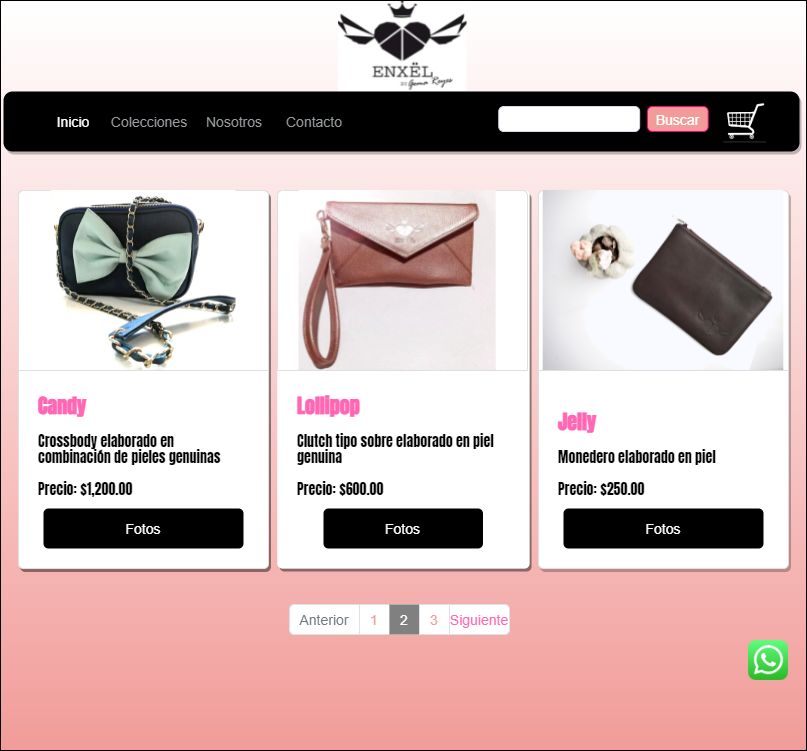 ENXËL
Gema Reyes
Inicio Colecciones Nosotros Contacto Buscar
Candy
Crossbody elaborado en
combinación de pieles genuinas
Precio: $1,200.00
Fotos
Lollipop
Clutch tipo sobre elaborado en piel
genuina
Precio: $600.00
Fotos
Jelly
Monedero elaborado en piel
Precio: $250.00
Fotos
Anterior 1 2 3 Siguiente